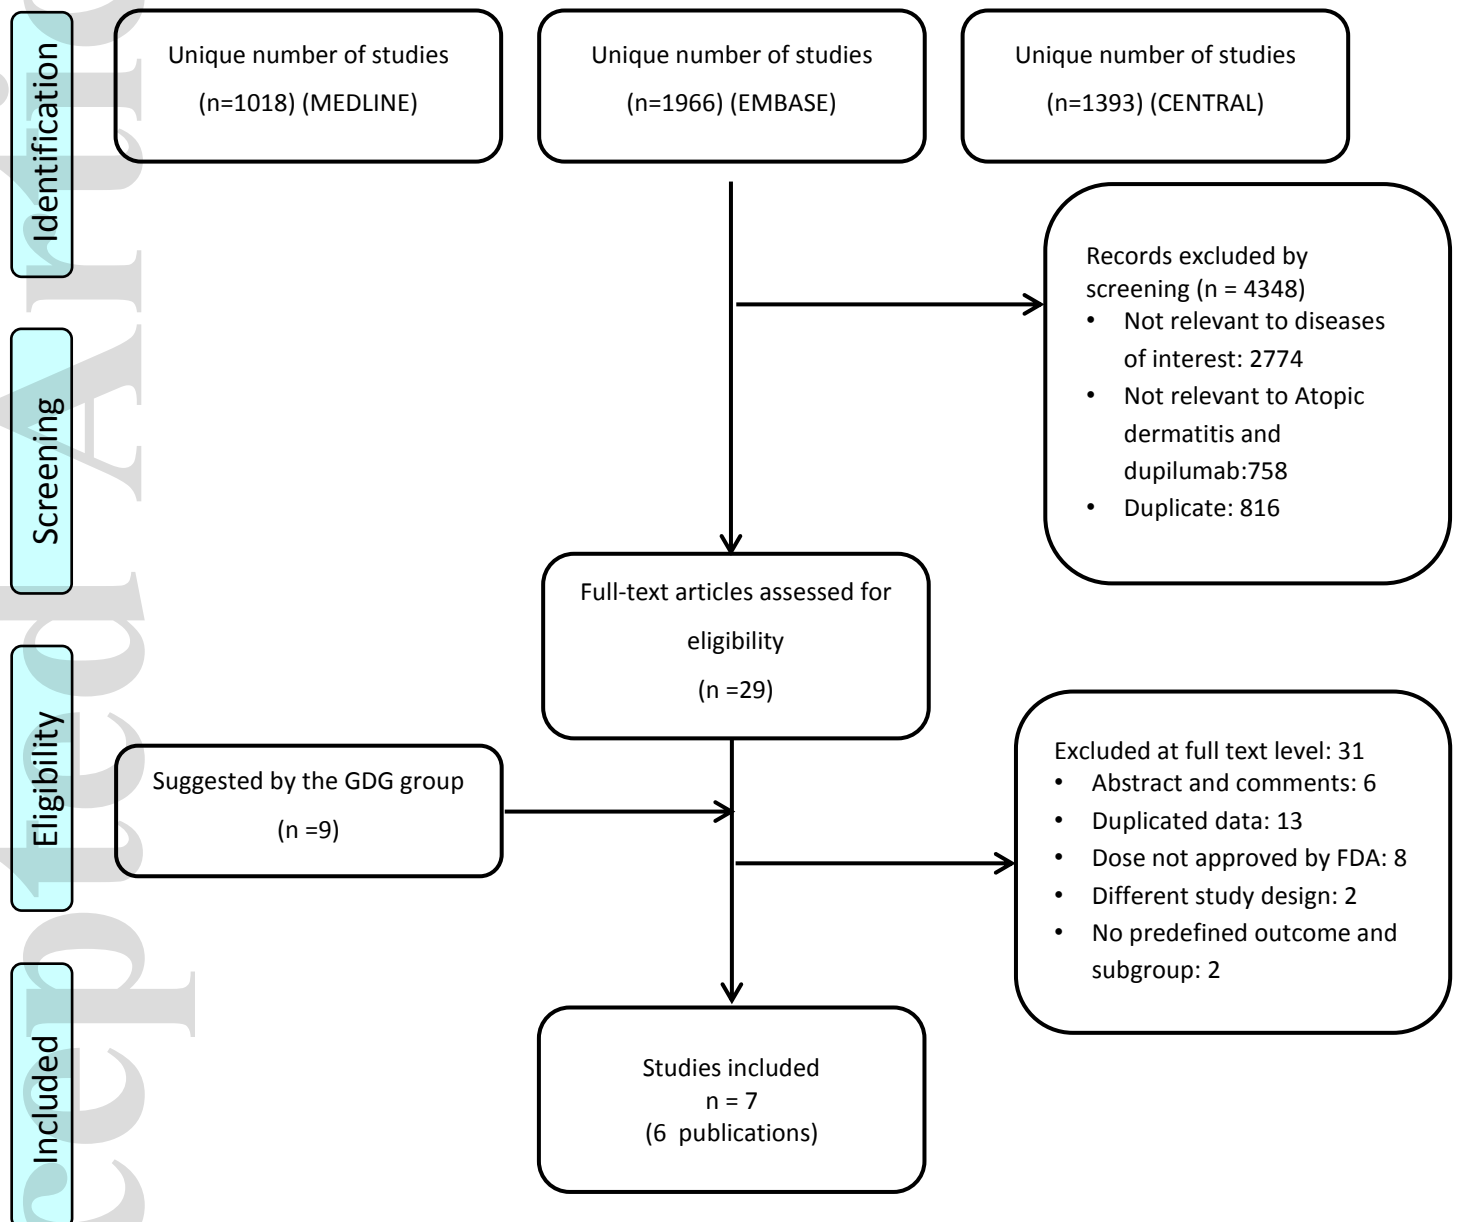 Identification
Unique number of studies
(n=1018) (MEDLINE)
Unique number of studies
(n=1966) (EMBASE)
Unique number of studies
(n=1393) (CENTRAL)
Records excluded by
screening (n = 4348)
• Not relevant to diseases
of interest: 2774
• Not relevant to Atopic
dermatitis and
dupilumab:758
• Duplicate: 816
Screening
Full-text articles assessed for
eligibility
(n =29)
Eligibility
Suggested by the GDG group
(n =9)
Excluded at full text level: 31
• Abstract and comments: 6
• Duplicated data: 13
• Dose not approved by FDA: 8
• Different study design: 2
• No predefined outcome and
subgroup: 2
Included
Studies included
n = 7
(6 publications)
cepted Artic